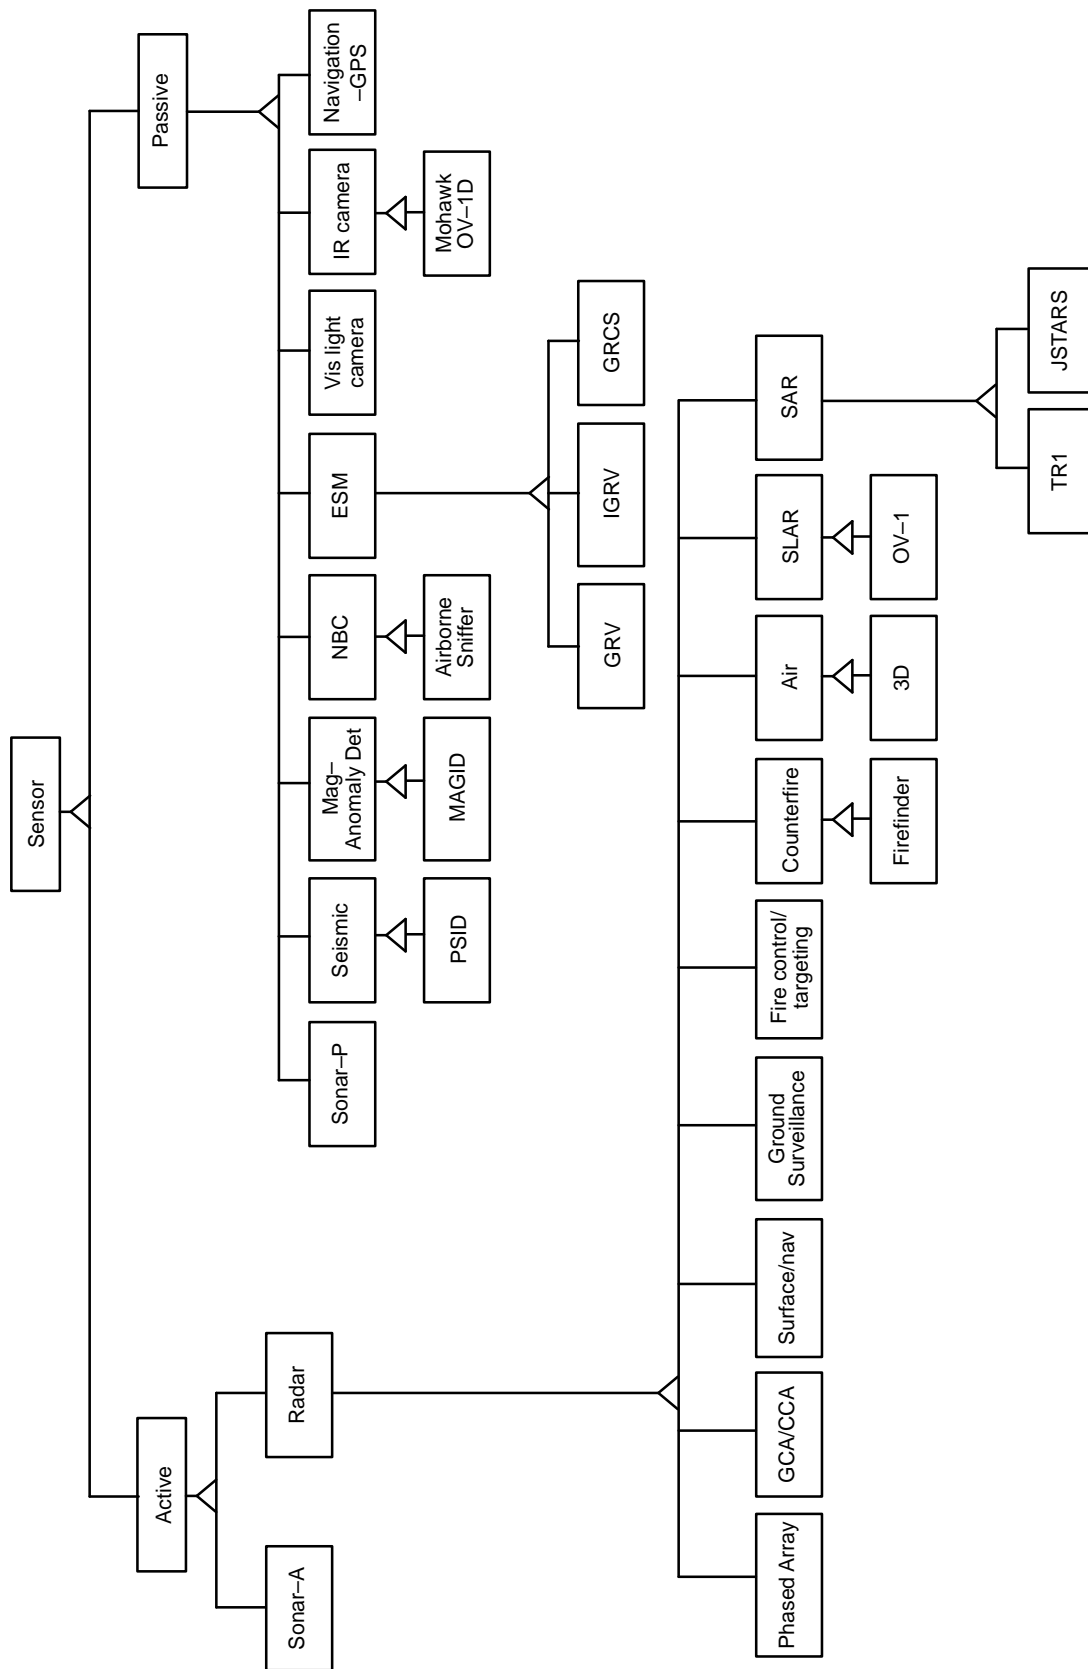 Sensor
Active
Passive
Sonar–A
Radar
Sonar–P
Seismic
Mag–
Anomaly Det
NBC
ESM
Vis light
camera
IR camera
Navigation
–GPS
PSID
MAGID
Airborne
Sniffer
Mohawk
OV–1D
GRV
IGRV
GRCS
Phased Array
GCA/CCA
Surface/nav
Ground
Surveillance
Fire control/
targeting
Counterfire
Air
SLAR
SAR
Firefinder
3D
OV–1
TR1
JSTARS